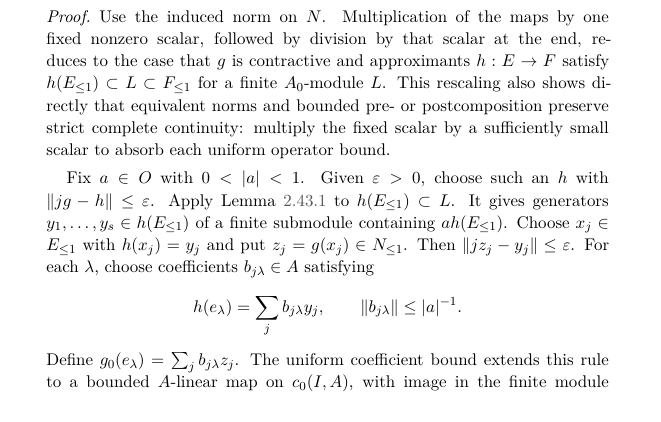 Proof. Use the induced norm on N. Multiplication of the maps by one
fixed nonzero scalar, followed by division by that scalar at the end, re-
duces to the case that g is contractive and approximants h : E → F satisfy
h(E≤1) ⊂ L ⊂ F≤1 for a finite A₀-module L. This rescaling also shows di-
rectly that equivalent norms and bounded pre- or postcomposition preserve
strict complete continuity: multiply the fixed scalar by a sufficiently small
scalar to absorb each uniform operator bound.
Fix a ∈ O with 0 < |a| < 1. Given ε > 0, choose such an h with
‖jg − h‖ ≤ ε. Apply Lemma 2.43.1 to h(E≤1) ⊂ L. It gives generators
y₁, . . . , yₛ ∈ h(E≤1) of a finite submodule containing ah(E≤1). Choose xⱼ ∈
E≤1 with h(xⱼ) = yⱼ and put zⱼ = g(xⱼ) ∈ N≤1. Then ‖jzⱼ − yⱼ‖ ≤ ε. For
each λ, choose coefficients bⱼλ ∈ A satisfying
h(eλ) = ∑ⱼ bⱼλyⱼ, ‖bⱼλ‖ ≤ |a|⁻¹.
Define g₀(eλ) = ∑ⱼ bⱼλzⱼ. The uniform coefficient bound extends this rule
to a bounded A-linear map on c₀(I, A), with image in the finite module